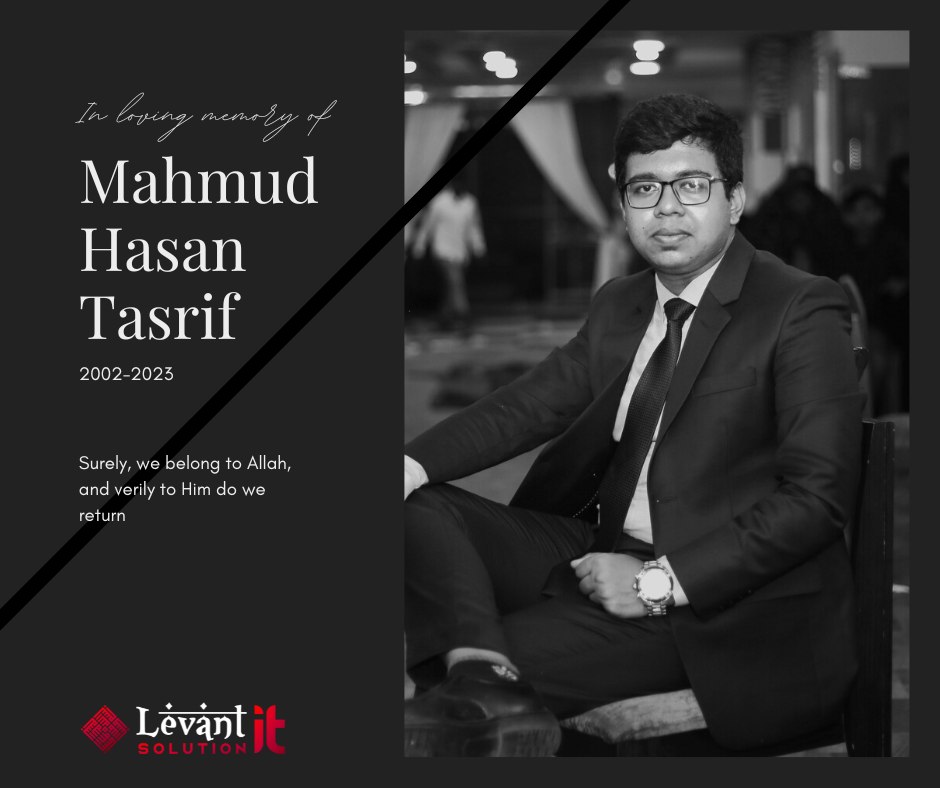 In loving memory of
Mahmud
Hasan
Tasrif
2002-2023
Surely, we belong to Allah,
and verily to Him do we
return
Levant it
SOLUTION